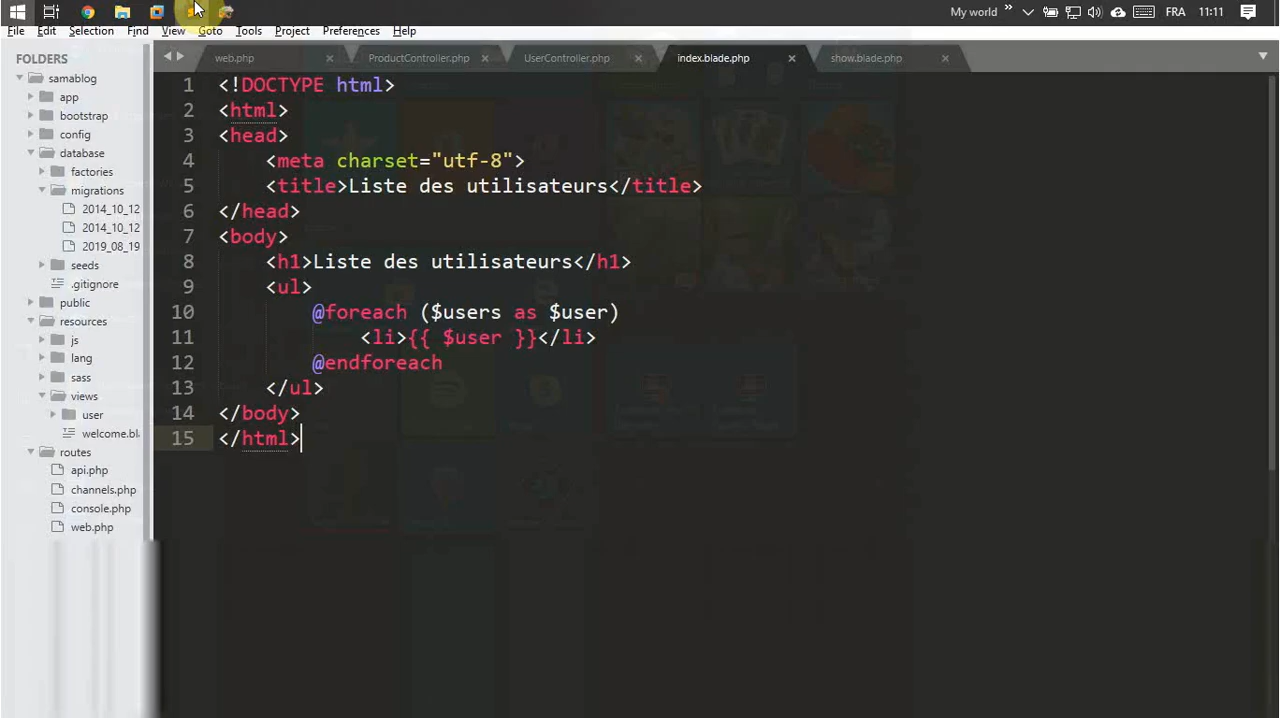 My world » FRA 11:11
File Edit Selection Find View Goto Tools Project Preferences Help
FOLDERS
samablog
app
bootstrap
config
database
factories
migrations
2014_10_12
2014_10_12
2019_08_19
seeds
.gitignore
public
resources
js
lang
sass
views
user
welcome.bl
routes
api.php
channels.php
console.php
web.php
web.php × ProductController.php × UserController.php × index.blade.php × show.blade.php ×
1 <!DOCTYPE html>
2 <html>
3 <head>
4 <meta charset="utf-8">
5 <title>Liste des utilisateurs</title>
6 </head>
7 <body>
8 <h1>Liste des utilisateurs</h1>
9 <ul>
10 @foreach ($users as $user)
11 <li>{{ $user }}</li>
12 @endforeach
13 </ul>
14 </body>
15 </html>